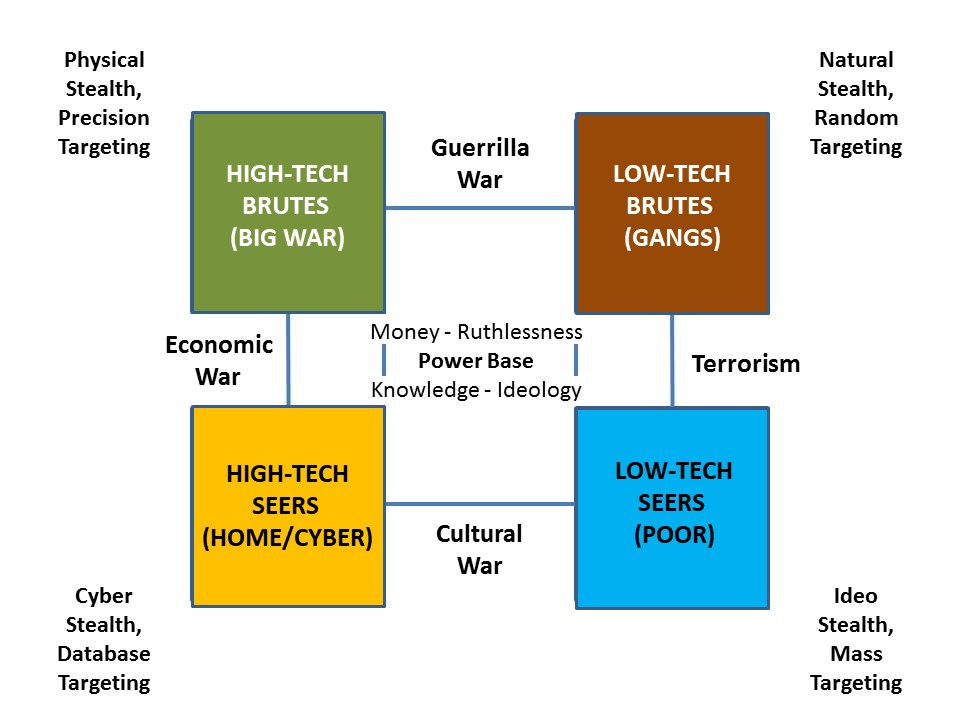 Physical
Stealth,
Precision
Targeting
Natural
Stealth,
Random
Targeting
HIGH-TECH
BRUTES
(BIG WAR)
Guerrilla
War
LOW-TECH
BRUTES
(GANGS)
Economic
War
Money - Ruthlessness
Power Base
Knowledge - Ideology
Terrorism
HIGH-TECH
SEERS
(HOME/CYBER)
Cultural
War
LOW-TECH
SEERS
(POOR)
Cyber
Stealth,
Database
Targeting
Ideo
Stealth,
Mass
Targeting